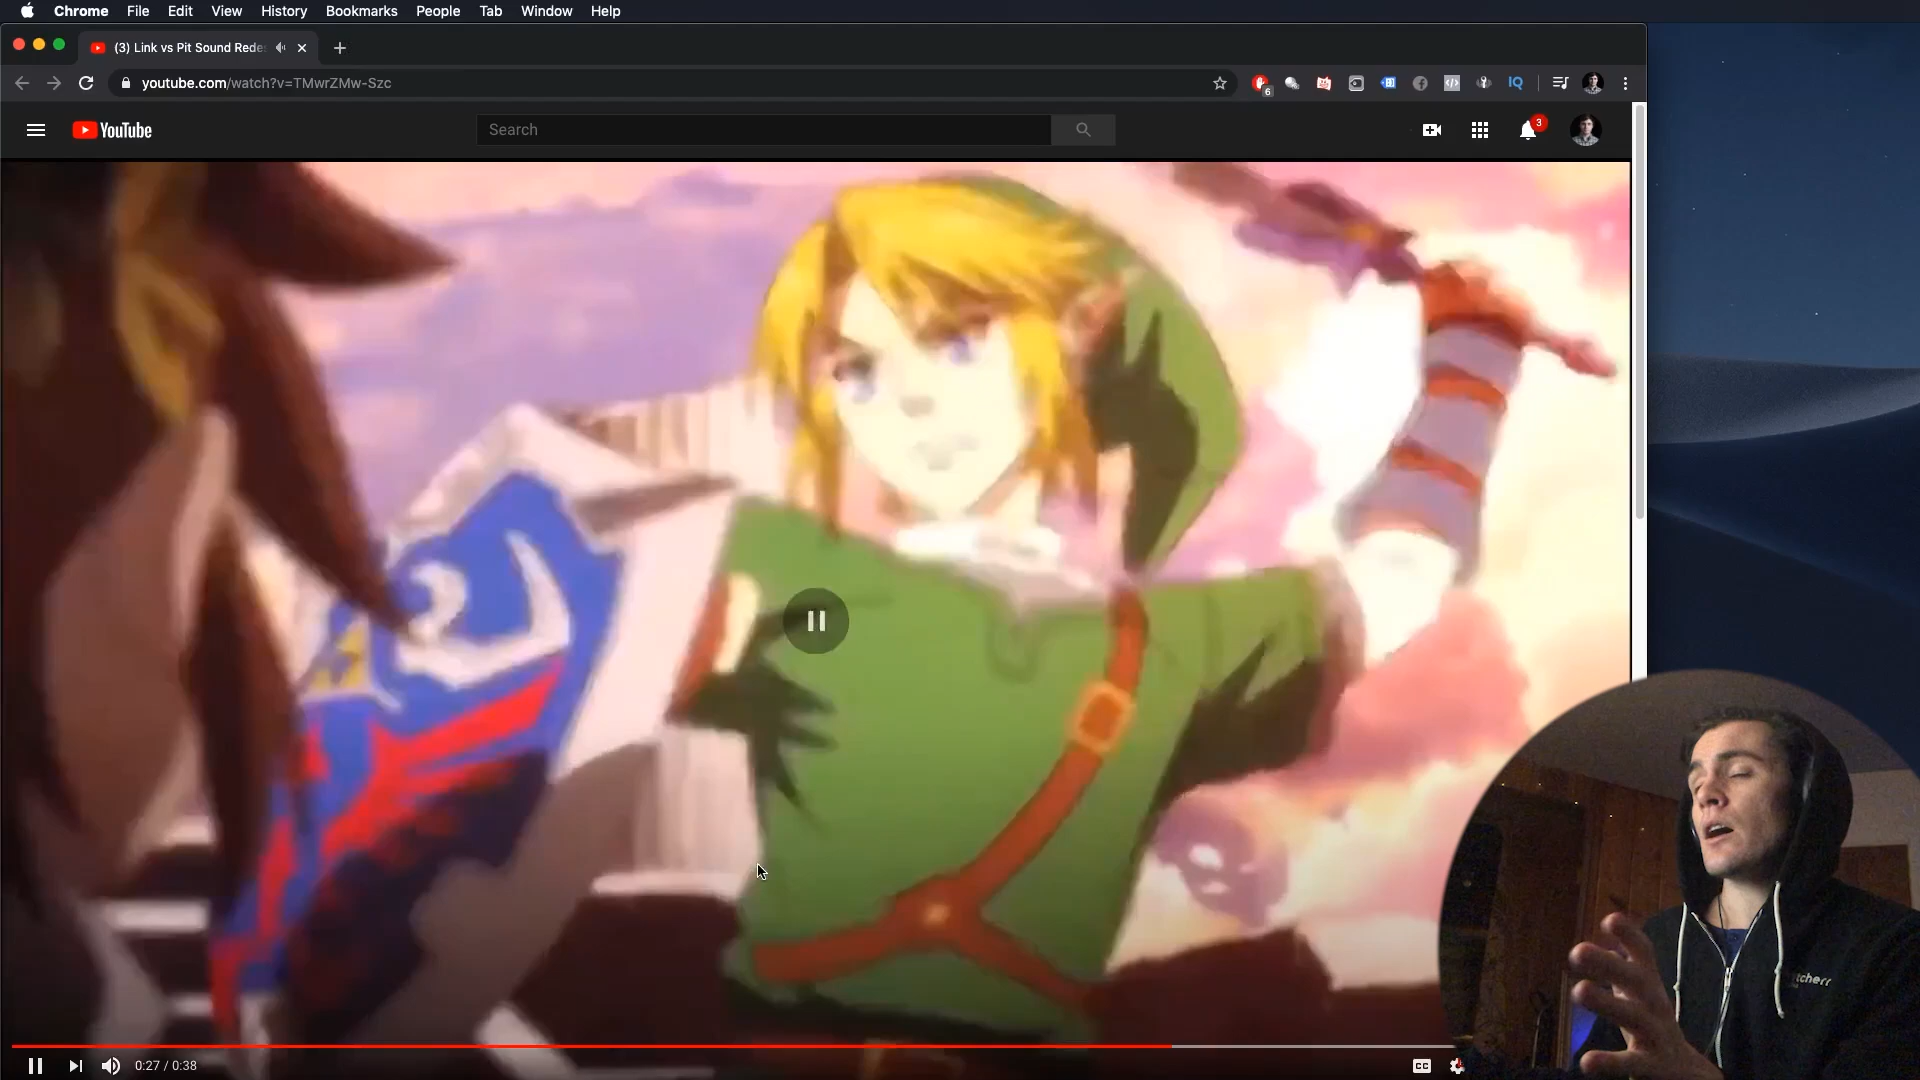 Chrome File Edit View History Bookmarks People Tab Window Help
(3) Link vs Pit Sound Rede
youtube.com/watch?v=TMwrZMw-Szc
6
IQ
YouTube
Search
3
0:27 / 0:38
CC